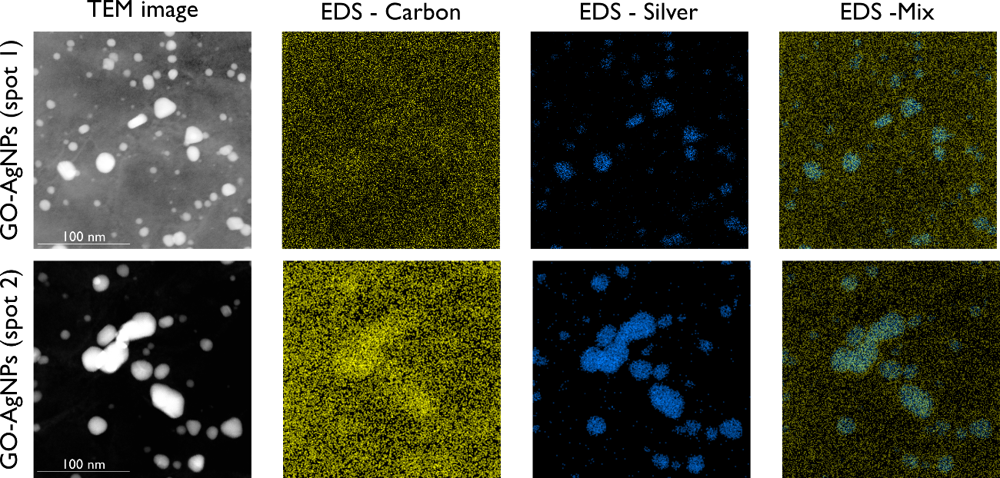 TEM image
EDS - Carbon
EDS - Silver
EDS -Mix
GO-AgNPs (spot 1)
100 nm
GO-AgNPs (spot 2)
100 nm